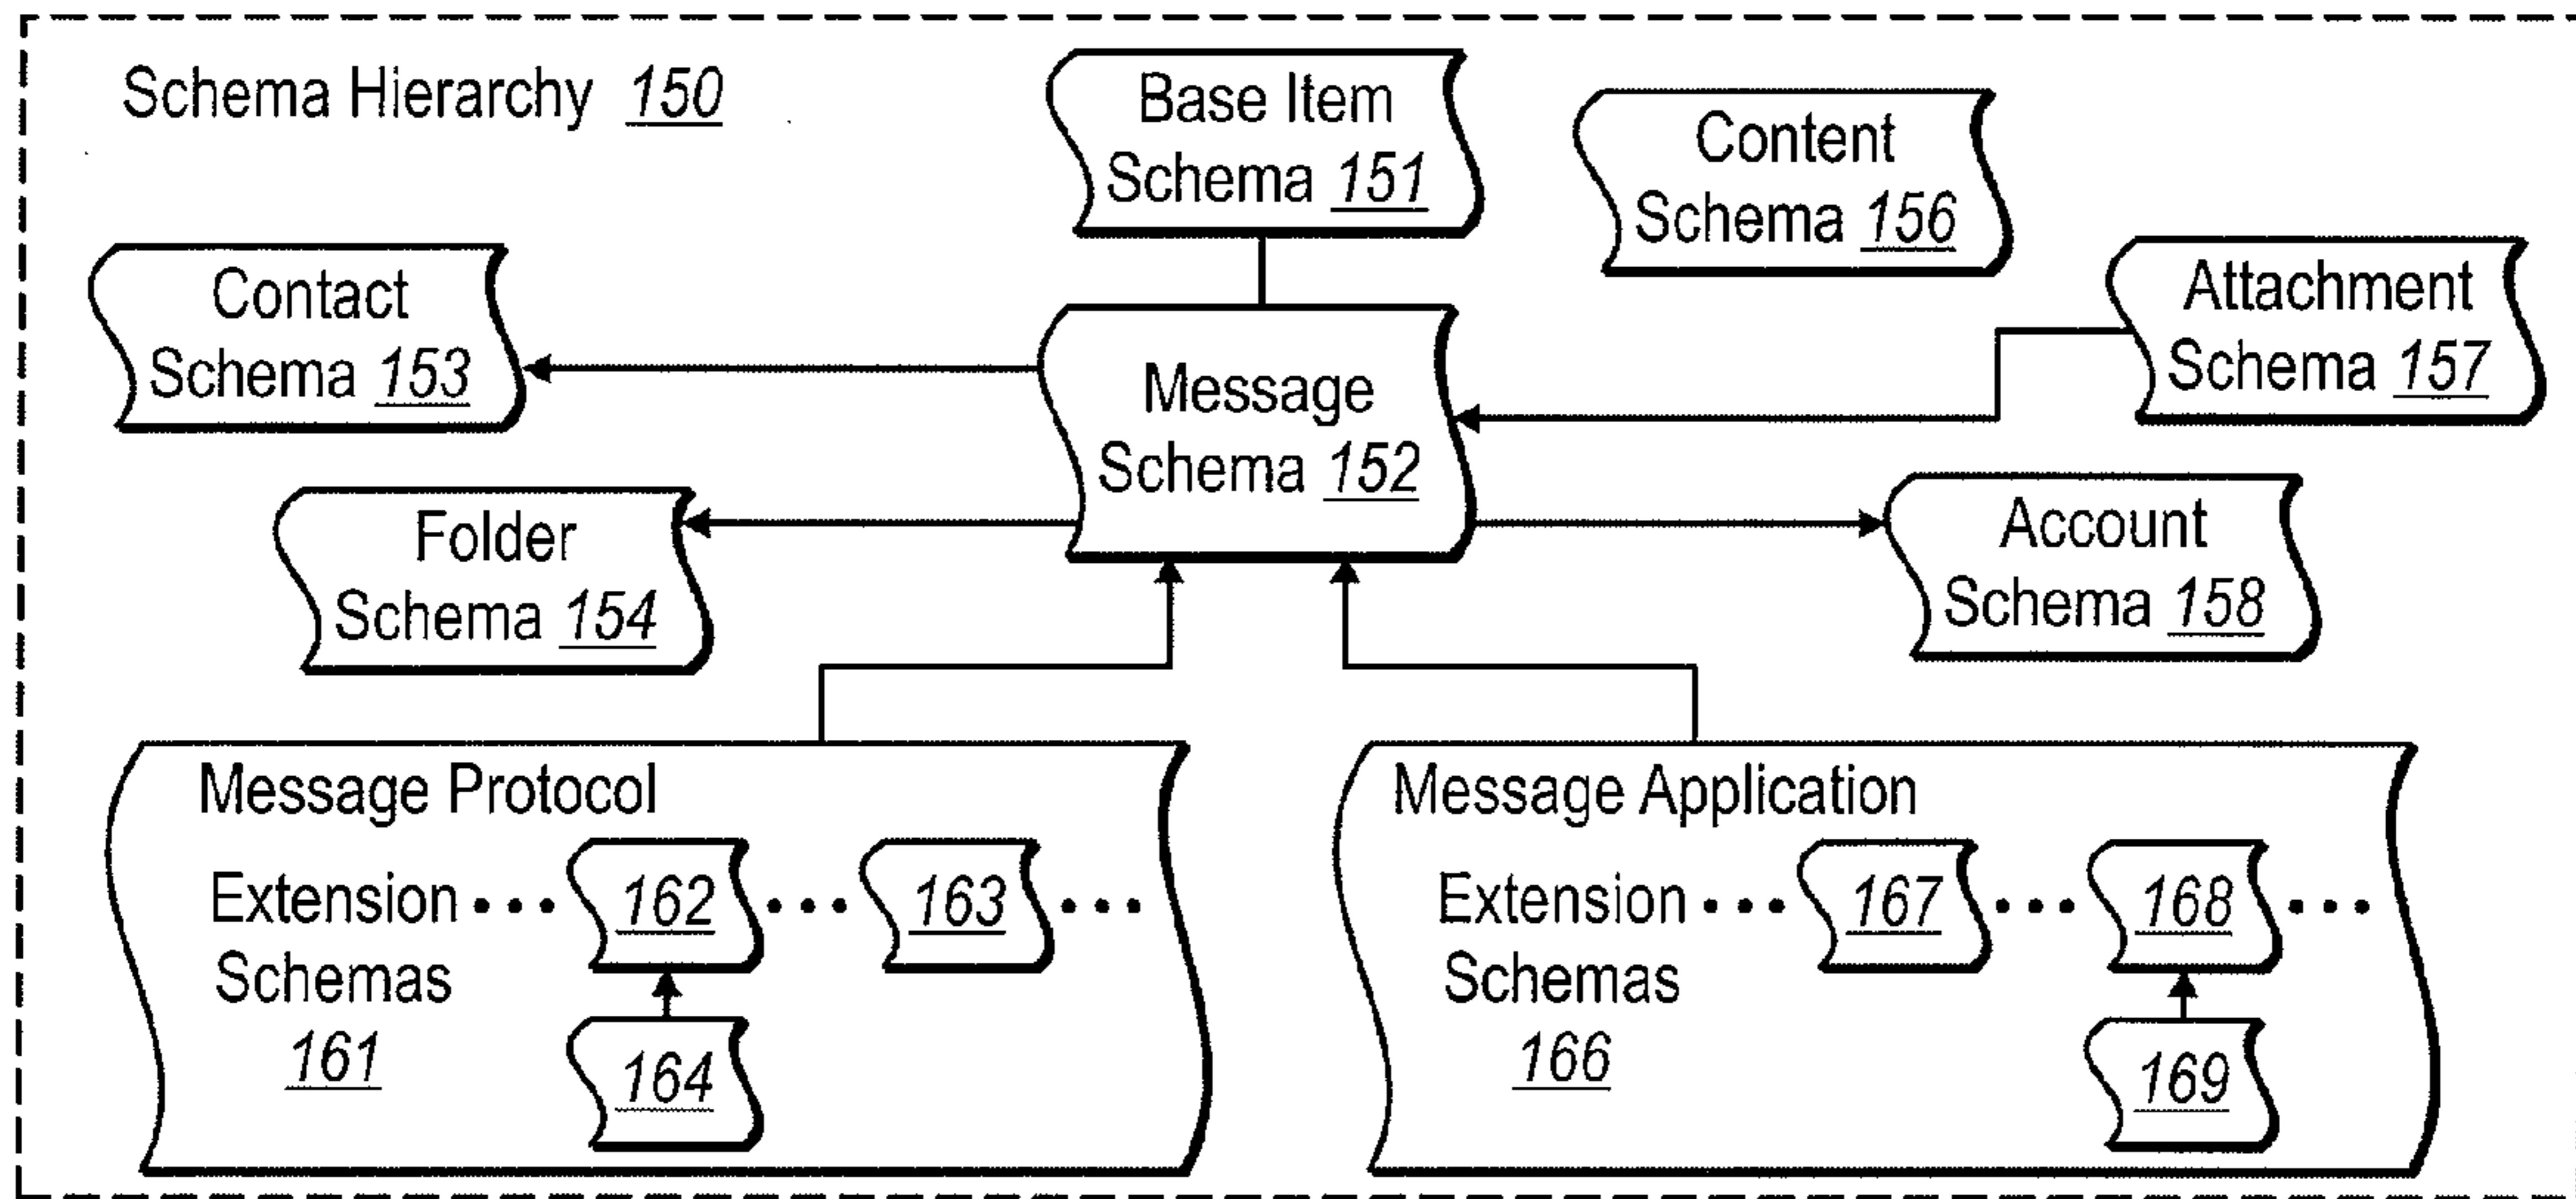 Schema Hierarchy 150
Base Item
Schema 151
Content
Schema 156
Contact
Schema 153
Attachment
Schema 157
Message
Schema 152
Folder
Schema 154
Account
Schema 158
Message Protocol
Extension
Schemas
161
162
163
164
Message Application
Extension
Schemas
166
167
168
169